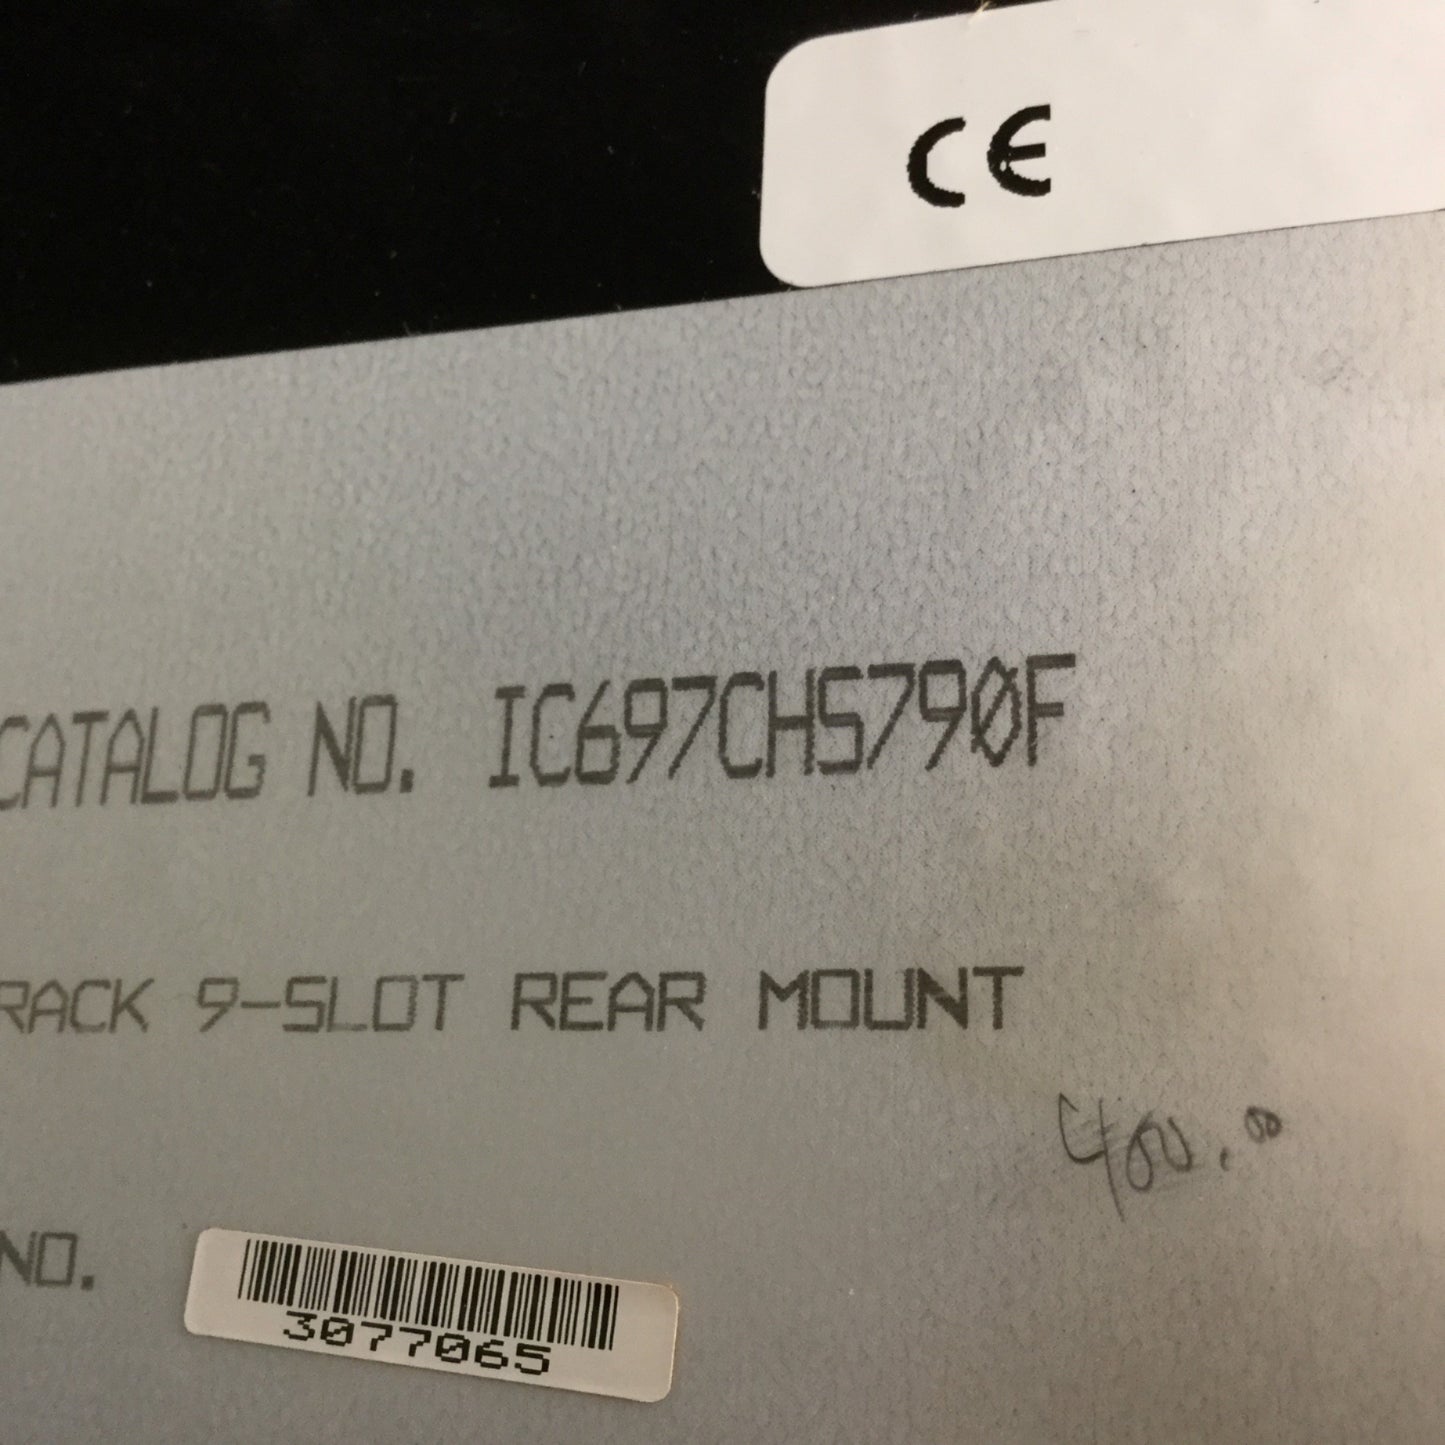 CE
CATALOG NO. IC697CHS790F
RACK 9-SLOT REAR MOUNT
400.00
NO.
3077065